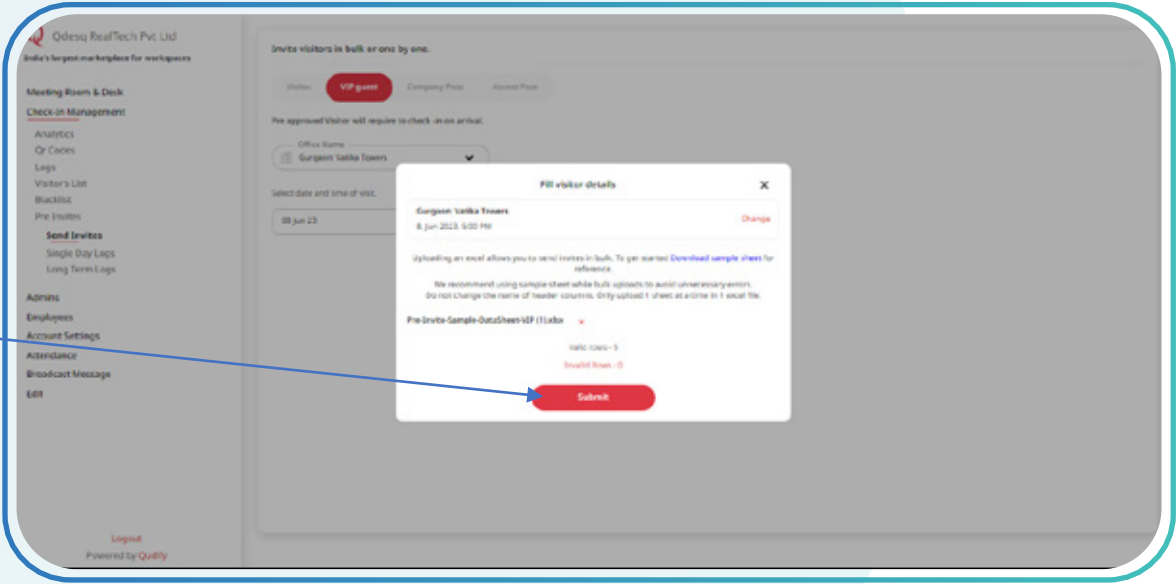 Qdesq RealTech Pvt Ltd
India's largest marketplace for workspaces
Meeting Room & Desk
Check-in Management
Analytics
Qr Codes
Logs
Visitor's List
Blacklist
Pre Invites
Send Invites
Single Day Logs
Long Term Logs
Admins
Employees
Account Settings
Attendance
Broadcast Message
Edit
Logout
Powered by Qudify
Invite visitors in bulk or one by one.
Visitor
VIP guest
Company Pass
Access Pass
Pre approved Visitor will require to check -in on arrival.
Office Name
Gurgaon: Vatika Towers
Select date and time of visit.
08 Jun 23
Fill visitor details
X
Gurgaon: Vatika Towers
8, Jun 2023, 6:00 PM
Change
Uploading an excel allows you to send invites in bulk. To get started Download sample sheet for
reference.
We recommend using sample sheet while bulk uploads to avoid unnecessary errors.
Do not change the name of header columns. Only upload 1 sheet at a time in 1 excel file.
Pre-Invite-Sample-DataSheet-VIP (1).xlsx x
Valid rows - 5
Invalid Rows - 0
Submit